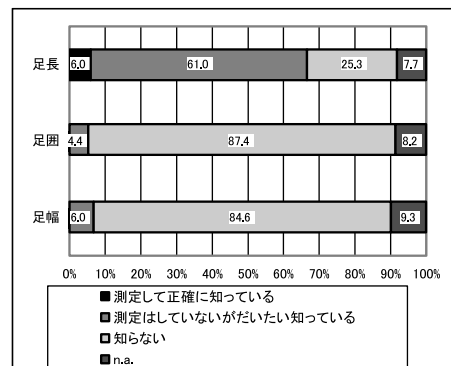 足長 6.0 61.0 25.3 7.7
足囲 4.4 87.4 8.2
足幅 6.0 84.6 9.3
0% 10% 20% 30% 40% 50% 60% 70% 80% 90% 100%
■測定して正確に知っている
■測定はしていないがだいたい知っている
■知らない
■n.a.